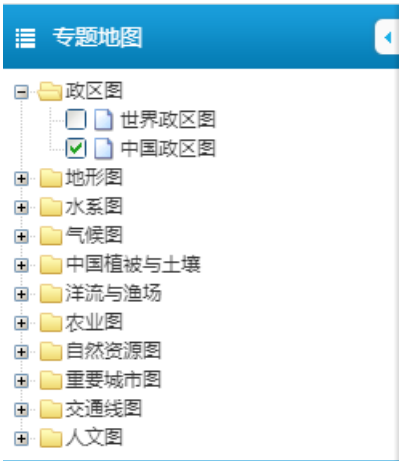 专题地图
政区图
世界政区图
中国政区图
地形图
水系图
气候图
中国植被与土壤
洋流与渔场
农业图
自然资源图
重要城市图
交通线图
人文图